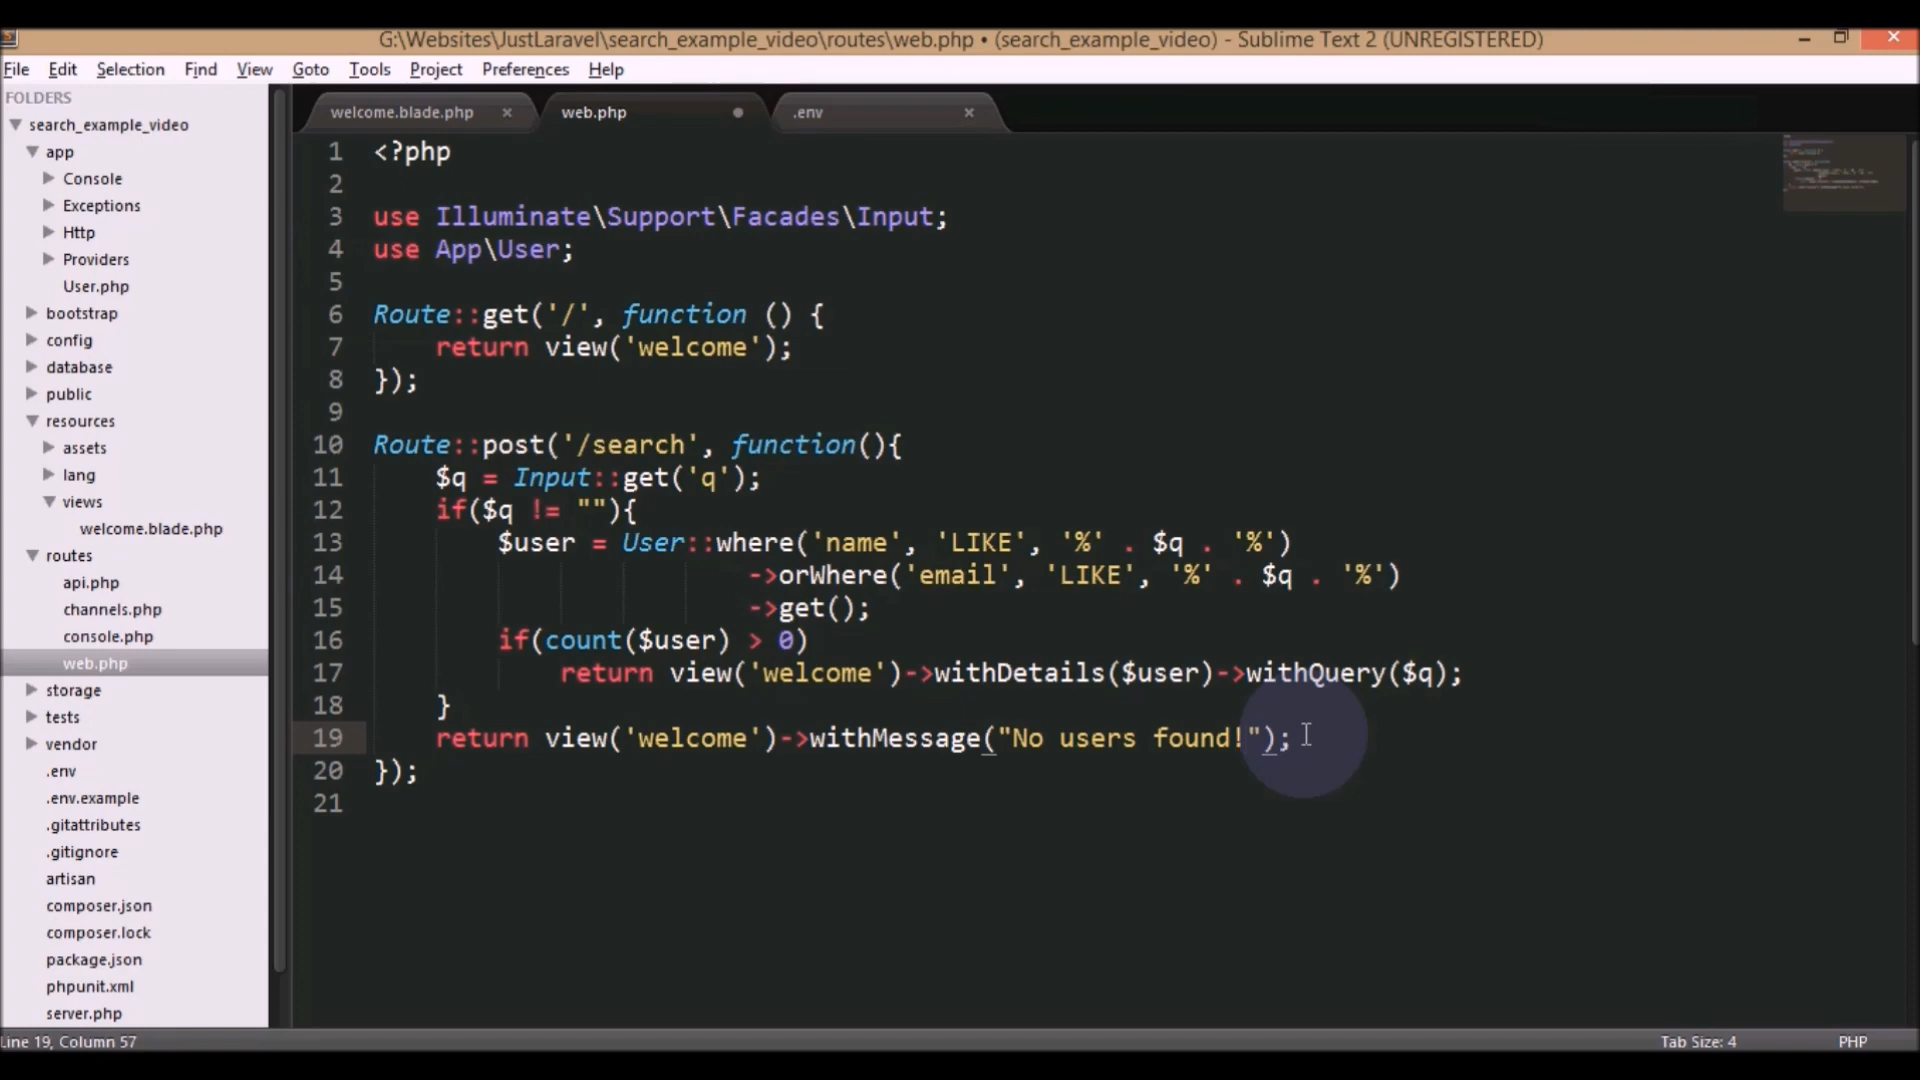 G:\Websites\JustLaravel\search_example_video\routes\web.php • (search_example_video) - Sublime Text 2 (UNREGISTERED)
File Edit Selection Find View Goto Tools Project Preferences Help
FOLDERS
search_example_video
app
Console
Exceptions
Http
Providers
User.php
bootstrap
config
database
public
resources
assets
lang
views
welcome.blade.php
routes
api.php
channels.php
console.php
web.php
storage
tests
vendor
.env
.env.example
.gitattributes
.gitignore
artisan
composer.json
composer.lock
package.json
phpunit.xml
server.php
welcome.blade.php × web.php .env ×
1 <?php
2
3 use Illuminate\Support\Facades\Input;
4 use App\User;
5
6 Route::get('/', function () {
7     return view('welcome');
8 });
9
10 Route::post('/search', function(){
11     $q = Input::get('q');
12     if($q != ""){
13         $user = User::where('name', 'LIKE', '%' . $q . '%')
14                         ->orWhere('email', 'LIKE', '%' . $q . '%')
15                         ->get();
16         if(count($user) > 0)
17             return view('welcome')->withDetails($user)->withQuery($q);
18     }
19     return view('welcome')->withMessage("No users found!");
20 });
21
Line 19, Column 57 Tab Size: 4 PHP